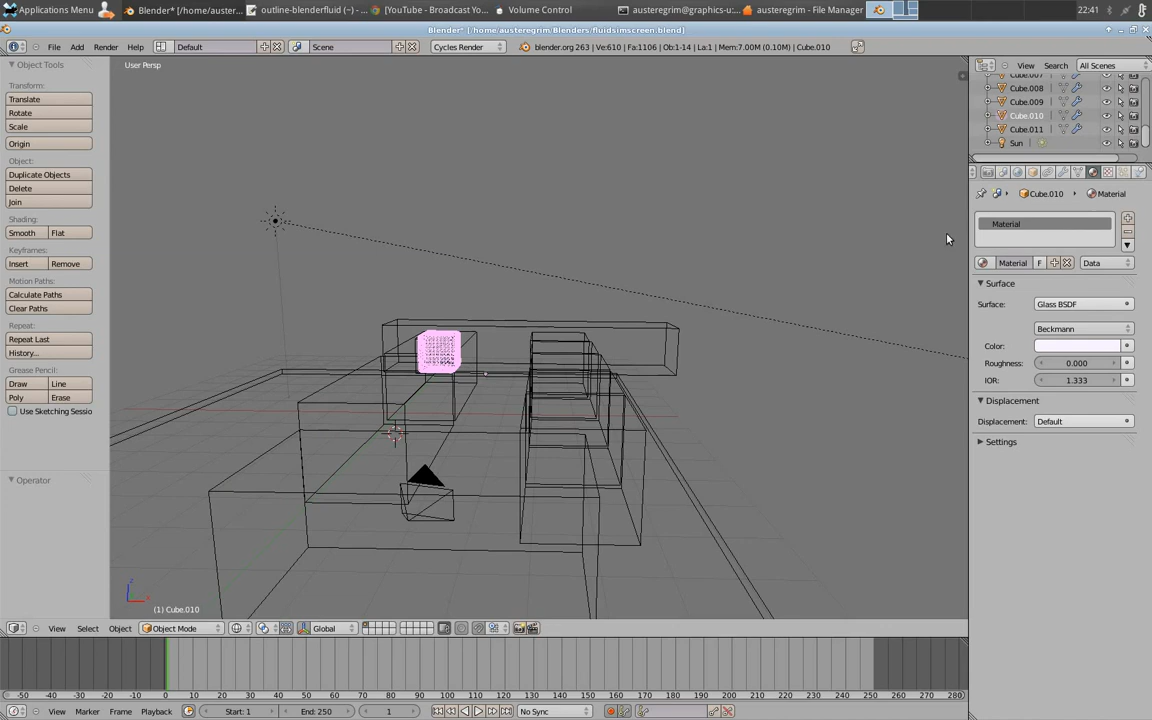 Applications Menu Blender* [/home/auster... outline-blenderfluid (~) - ... [YouTube - Broadcast Yo... Volume Control austeregrim@graphics-u:... austeregrim - File Manager 22:41
Blender* [/home/austeregrim/Blenders/fluidsimscreen.blend]
File Add Render Help Default Scene Cycles Render blender.org 263 | Ve:610 | Fa:1106 | Ob:1-14 | La:1 | Mem:7.00M (0.10M) | Cube.010 View Search All Scenes
Object Tools
User Persp
Transform:
Translate
Rotate
Scale
Origin
Object:
Duplicate Objects
Delete
Join
Shading:
Smooth Flat
Keyframes:
Insert Remove
Motion Paths:
Calculate Paths
Clear Paths
Repeat:
Repeat Last
History...
Grease Pencil:
Draw Line
Poly Erase
Use Sketching Sessio
Operator
z
x
(1) Cube.010
View Select Object Object Mode Global
-50 -40 -30 -20 -10 0 10 20 30 40 50 60 70 80 90 100 110 120 130 140 150 160 170 180 190 200 210 220 230 240 250 260 270 280
View Marker Frame Playback Start: 1 End: 250 1 No Sync
Cube.007
Cube.008
Cube.009
Cube.010
Cube.011
Sun
Cube.010 Material
Material
Material F Data
Surface
Surface: Glass BSDF
Beckmann
Color:
Roughness: 0.000
IOR: 1.333
Displacement
Displacement: Default
Settings